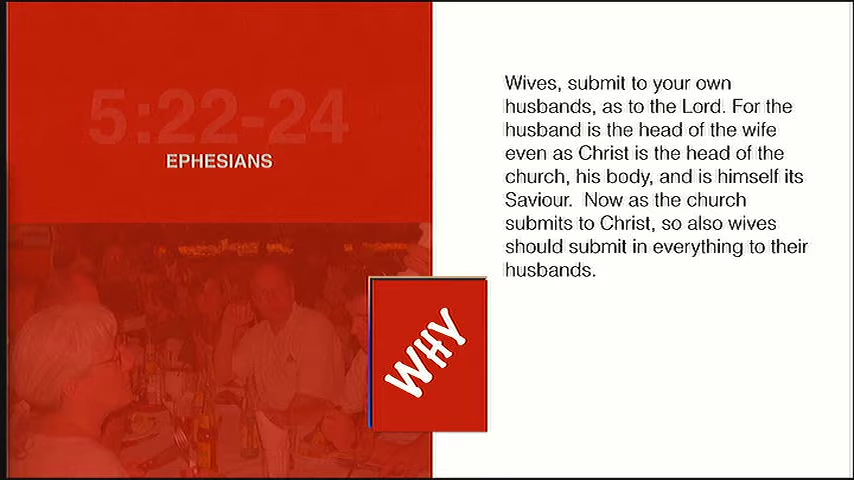 5:22-24
EPHESIANS
WHY
Wives, submit to your own
husbands, as to the Lord. For the
husband is the head of the wife
even as Christ is the head of the
church, his body, and is himself its
Saviour.  Now as the church
submits to Christ, so also wives
should submit in everything to their
husbands.